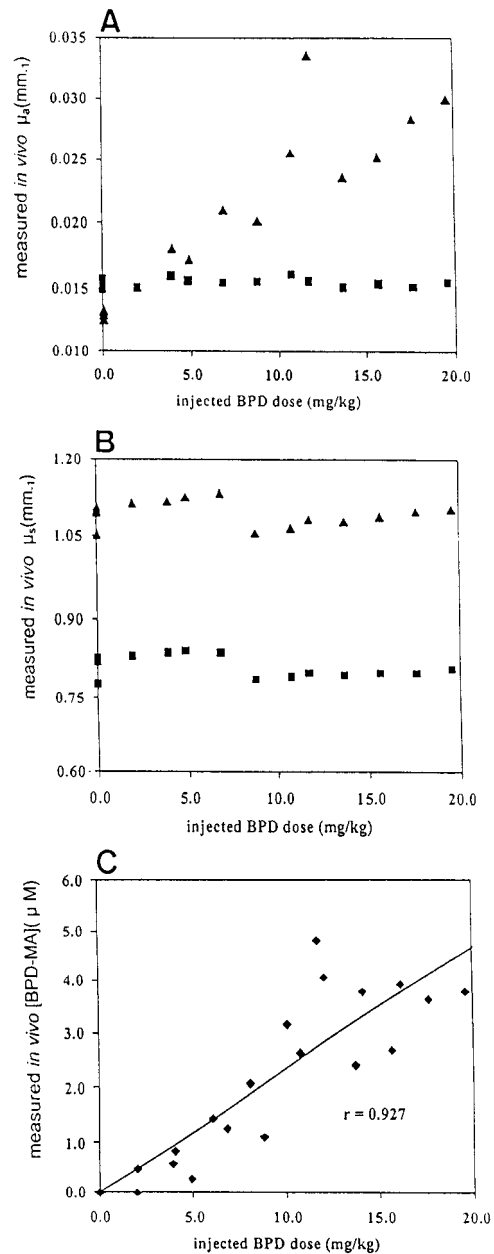 A
measured in vivo μa(mm-1)
0.035
0.030
0.025
0.020
0.015
0.010
0.0 5.0 10.0 15.0 20.0
injected BPD dose (mg/kg)
B
measured in vivo μs(mm-1)
1.20
1.05
0.90
0.75
0.60
0.0 5.0 10.0 15.0 20.0
injected BPD dose (mg/kg)
C
measured in vivo [BPD-MA](μM)
6.0
5.0
4.0
3.0
2.0
1.0
0.0
r = 0.927
0.0 5.0 10.0 15.0 20.0
injected BPD dose (mg/kg)